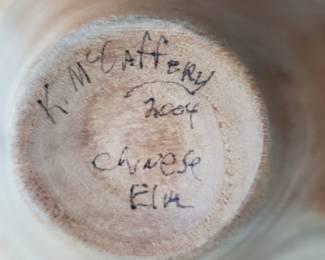 K. McCaffery
2004
Chinese
Elm